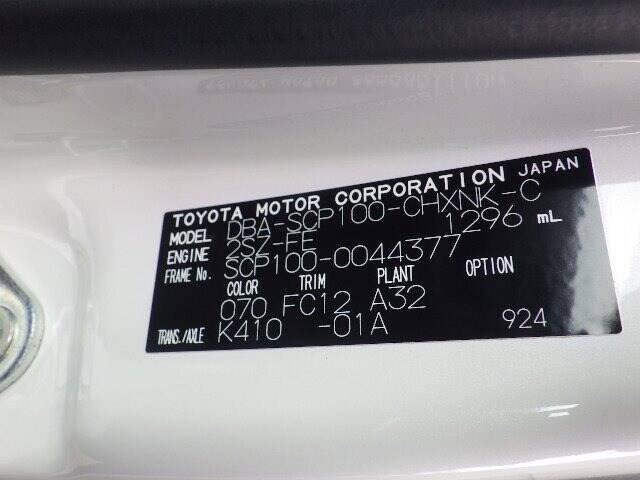 TOYOTA MOTOR CORPORATION JAPAN
MODEL DBA-SCP100-CHXNK-C
ENGINE 2SZ-FE 1296 mL
FRAME No. SCP100-0044377
COLOR TRIM PLANT OPTION
070 FC12 A32
TRANS./AXLE K410 -01A 924